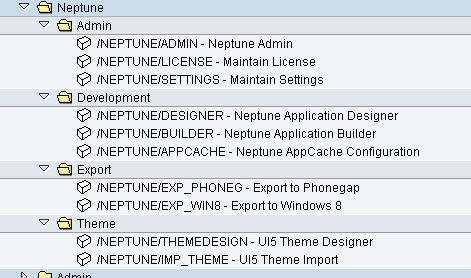 Neptune
Admin
/NEPTUNE/ADMIN - Neptune Admin
/NEPTUNE/LICENSE - Maintain License
/NEPTUNE/SETTINGS - Maintain Settings
Development
/NEPTUNE/DESIGNER - Neptune Application Designer
/NEPTUNE/BUILDER - Neptune Application Builder
/NEPTUNE/APPCACHE - Neptune AppCache Configuration
Export
/NEPTUNE/EXP_PHONEG - Export to Phonegap
/NEPTUNE/EXP_WIN8 - Export to Windows 8
Theme
/NEPTUNE/THEMEDESIGN - UI5 Theme Designer
/NEPTUNE/IMP_THEME - UI5 Theme Import
Admin